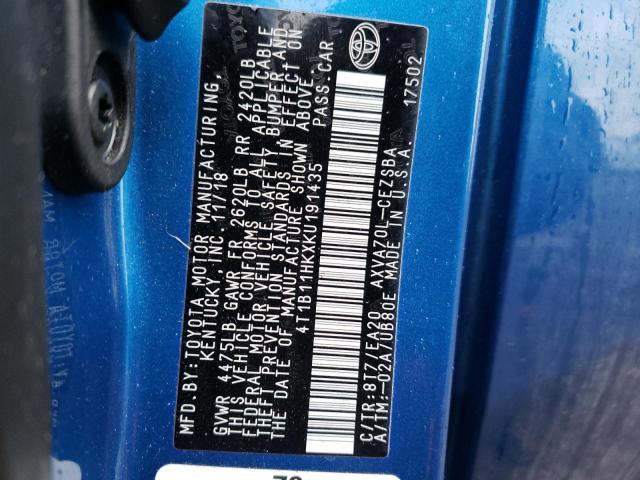 MFD.BY:TOYOTA MOTOR MANUFACTURING,
KENTUCKY, INC. 11/18
GVWR 4475LB GAWR FR 2620LB RR 2420LB
THIS VEHICLE CONFORMS TO ALL APPLICABLE
FEDERAL MOTOR VEHICLE SAFETY BUMPER AND
THEFT PREVENTION STANDARDS IN EFFECT ON
THE DATE OF MANUFACTURE SHOWN ABOVE.
4T1B11HKXKU191435 PASS.CAR
C/TR:8T7/EA20 AXVA70L-CEZSBA
A/TM:-02A/UB80E MADE IN U.S.A. 17502